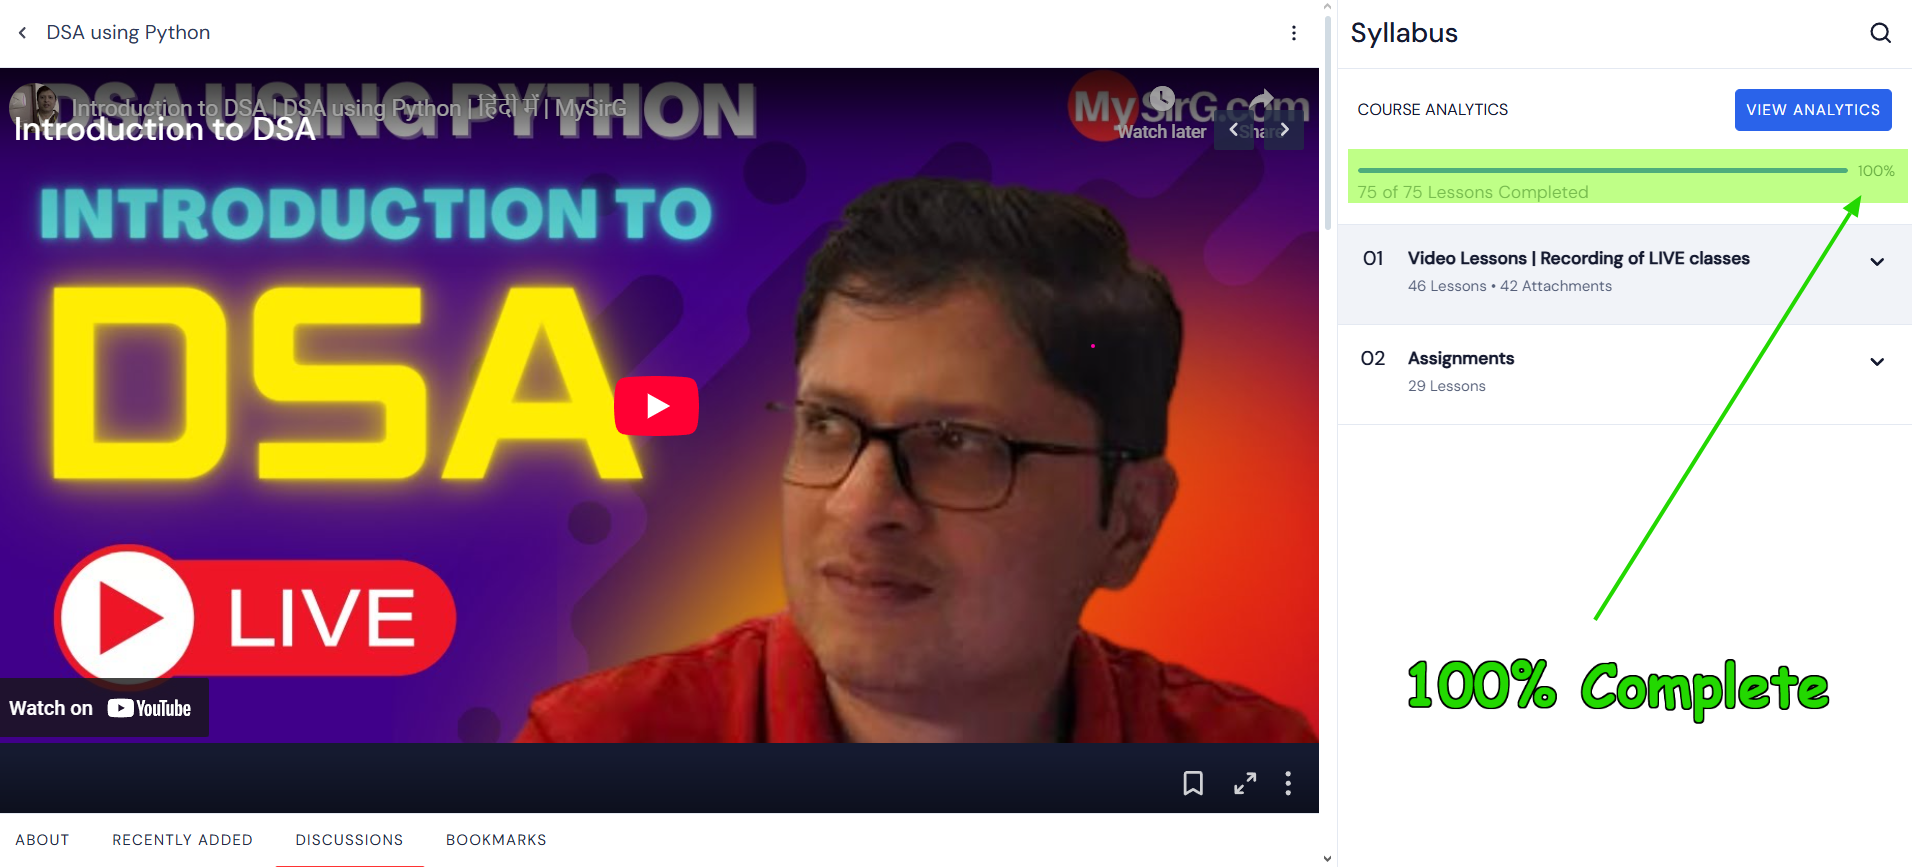 DSA using Python
DSA USING PYTHON
Introduction to DSA | DSA using Python | हिंदी में | MySirG
Introduction to DSA
MySirG.com
Watch later
Share
INTRODUCTION TO
DSA
LIVE
Watch on YouTube
ABOUT
RECENTLY ADDED
DISCUSSIONS
BOOKMARKS
Syllabus
COURSE ANALYTICS
VIEW ANALYTICS
100%
75 of 75 Lessons Completed
01 Video Lessons | Recording of LIVE classes
46 Lessons • 42 Attachments
02 Assignments
29 Lessons
100% Complete